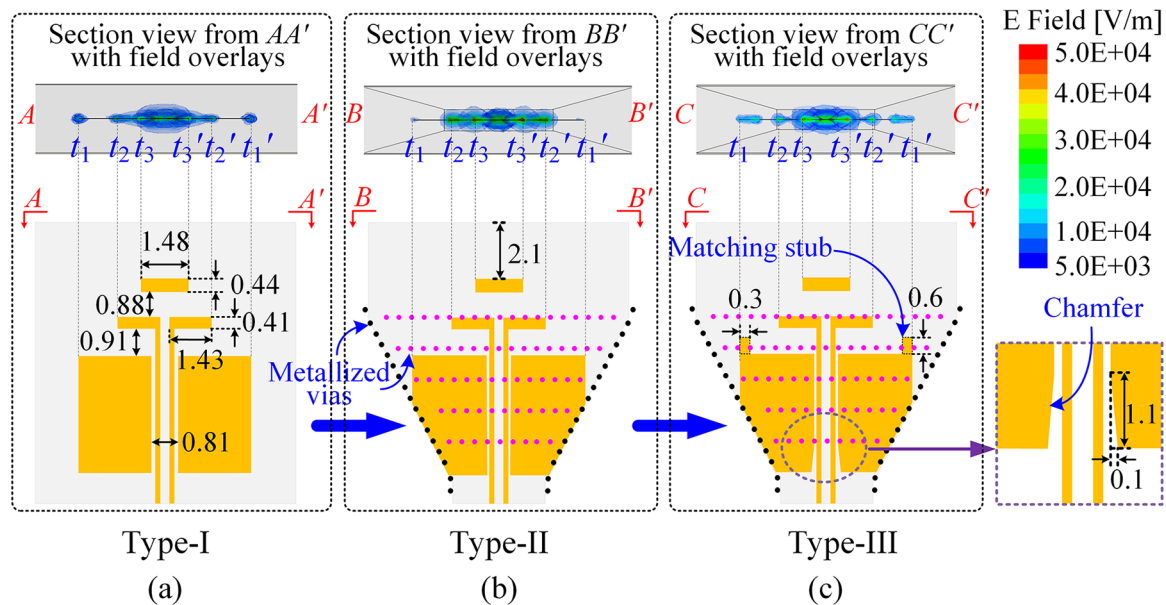 Section view from AA′
with field overlays
A
A′
t1
t2
t3
t3′
t2′
t1′
A
A′
1.48
0.44
0.88
0.41
0.91
1.43
0.81
Type-I
(a)
Section view from BB′
with field overlays
B
B′
t1
t2
t3
t3′
t2′
t1′
B
B′
2.1
Metallized
vias
Type-II
(b)
Section view from CC′
with field overlays
C
C′
t1
t2
t3
t3′
t2′
t1′
C
C′
Matching stub
0.3
0.6
Type-III
(c)
E Field [V/m]
5.0E+04
4.0E+04
3.0E+04
2.0E+04
1.0E+04
5.0E+03
Chamfer
1.1
0.1